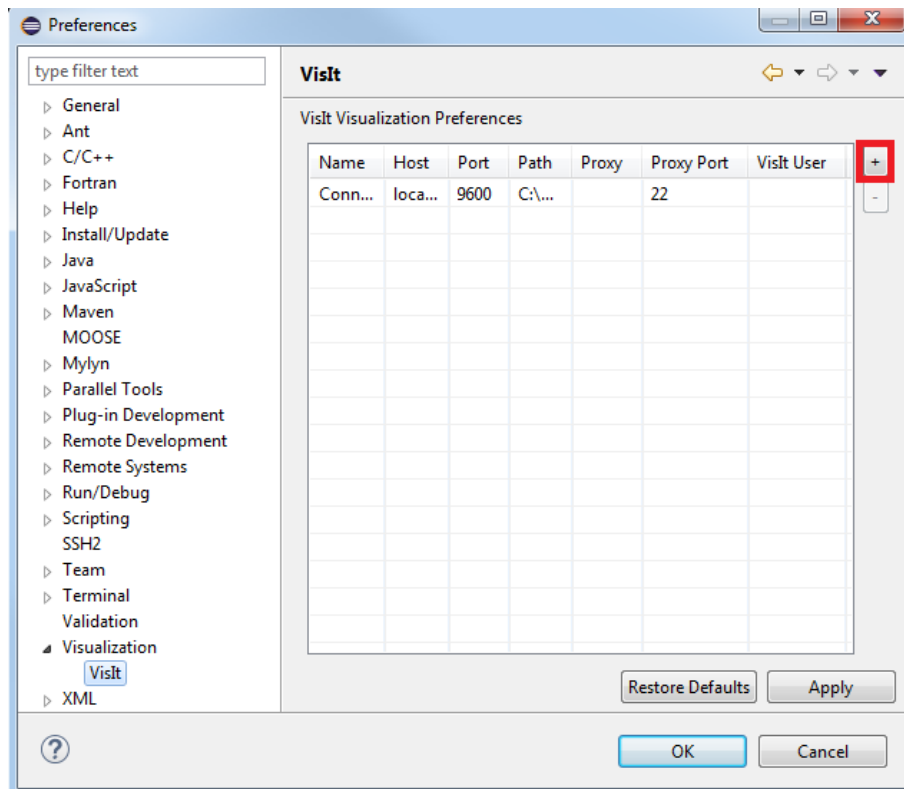 Preferences
type filter text
VisIt
General
Ant
C/C++
Fortran
Help
Install/Update
Java
JavaScript
Maven
MOOSE
Mylyn
Parallel Tools
Plug-in Development
Remote Development
Remote Systems
Run/Debug
Scripting
SSH2
Team
Terminal
Validation
Visualization
VisIt
XML
VisIt Visualization Preferences
Name Host Port Path Proxy Proxy Port VisIt User
+
Conn... loca... 9600 C:\... 22
-
Restore Defaults Apply
?
OK Cancel